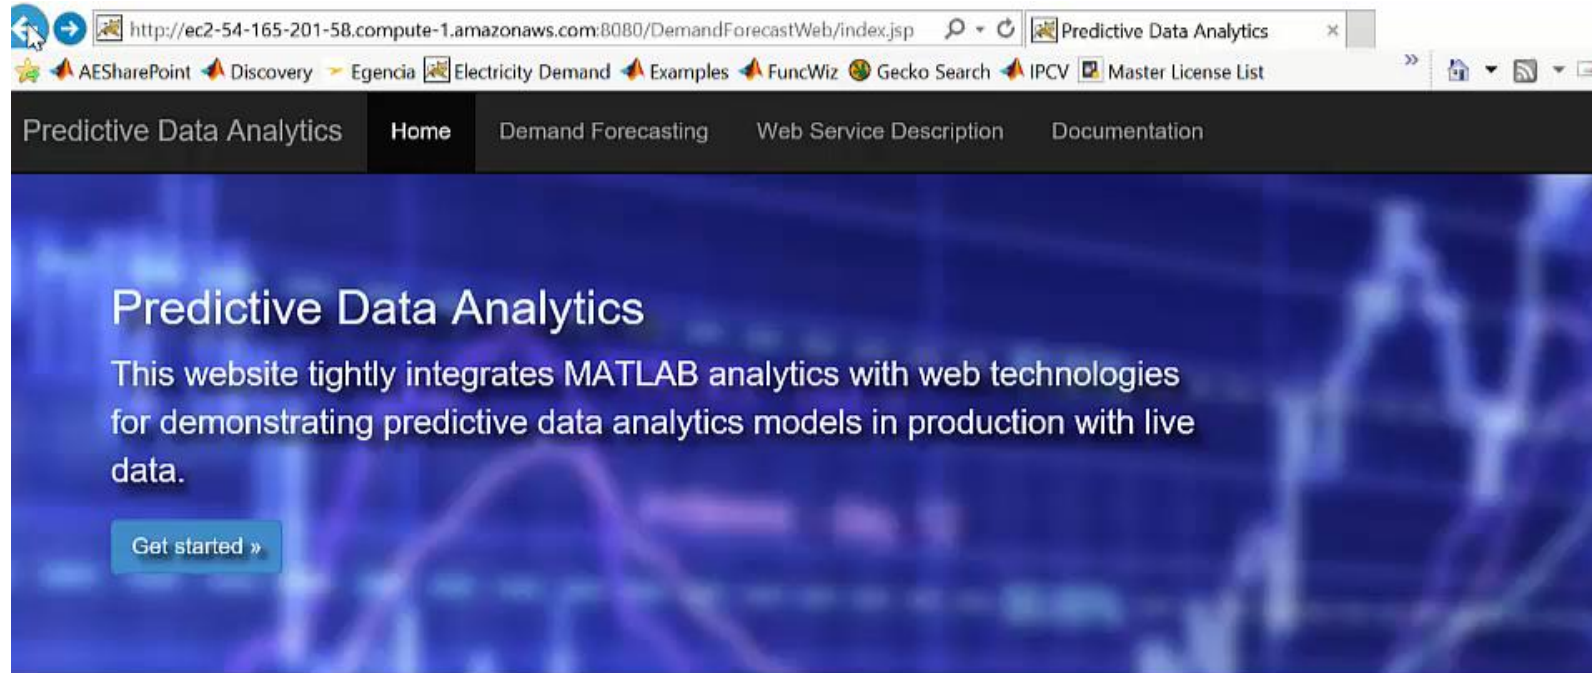 http://ec2-54-165-201-58.compute-1.amazonaws.com:8080/DemandForecastWeb/index.jsp Predictive Data Analytics
AESharePoint Discovery Egencia Electricity Demand Examples FuncWiz Gecko Search IPCV Master License List
Predictive Data Analytics Home Demand Forecasting Web Service Description Documentation
Predictive Data Analytics
This website tightly integrates MATLAB analytics with web technologies
for demonstrating predictive data analytics models in production with live
data.
Get started »